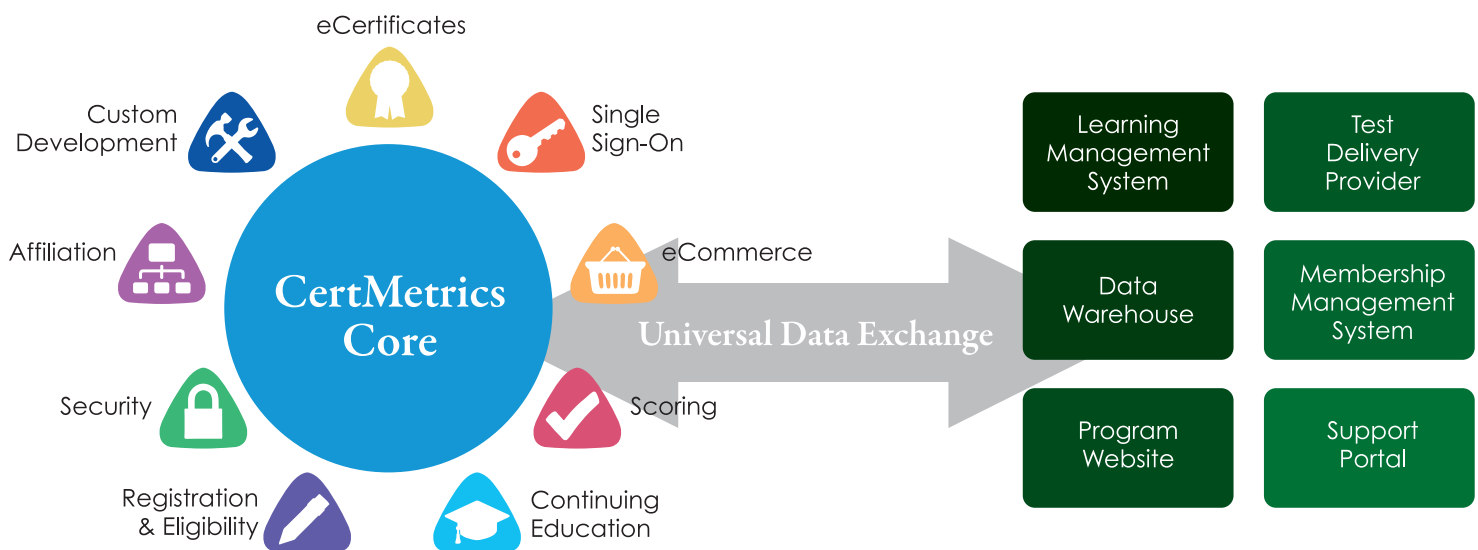 eCertificates
Custom
Development
Single
Sign-On
Affiliation
eCommerce
CertMetrics
Core
Security
Scoring
Registration
& Eligibility
Continuing
Education
Universal Data Exchange
Learning
Management
System
Test
Delivery
Provider
Data
Warehouse
Membership
Management
System
Program
Website
Support
Portal